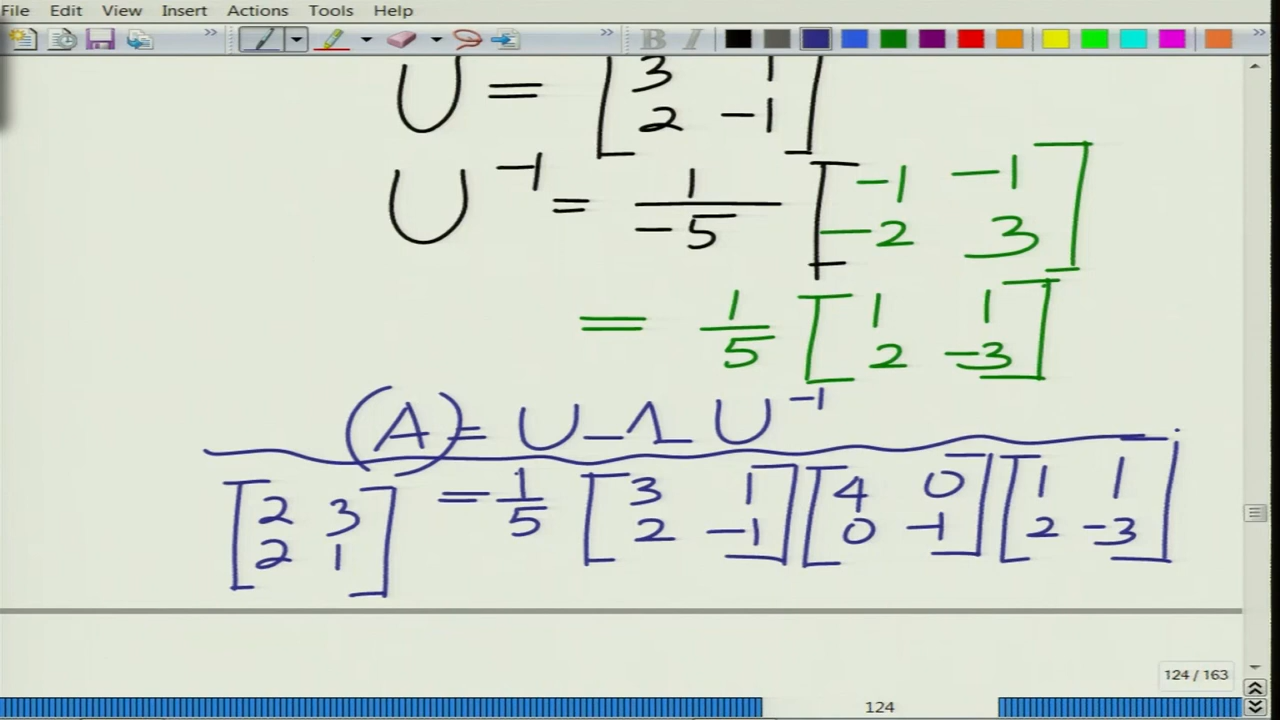 File Edit View Insert Actions Tools Help
B I
U = [3 1
2 -1]
U^-1 = 1/-5 [-1 -1
-2 3]
= 1/5 [1 1
2 -3]
(A) = U Λ U^-1
[2 3
2 1] = 1/5 [3 1
2 -1] [4 0
0 -1] [1 1
2 -3]
124 / 163
124